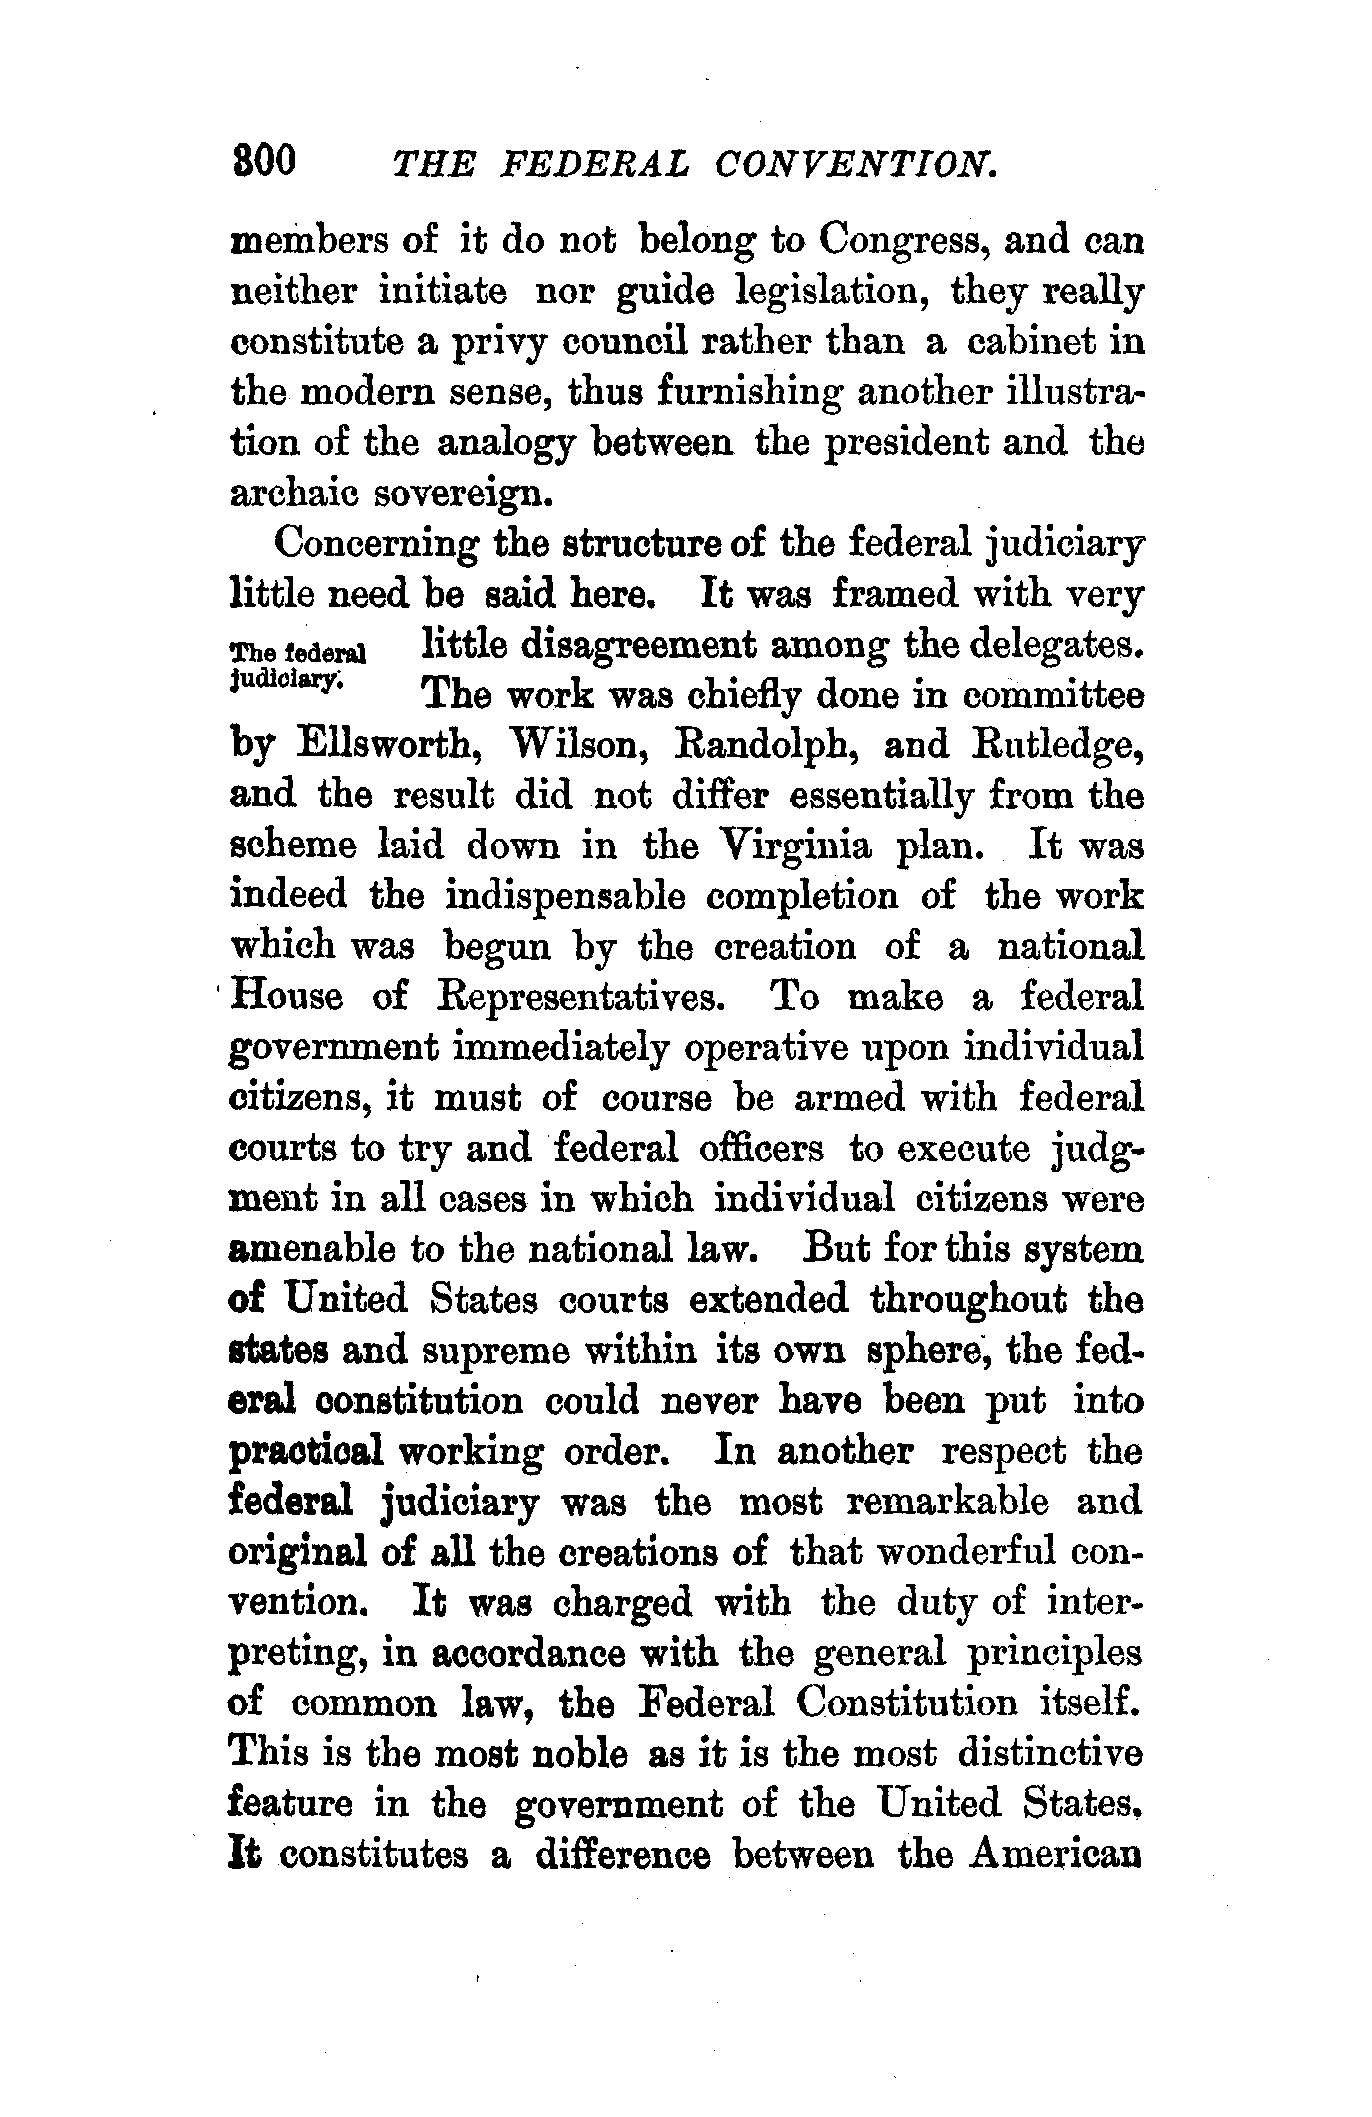 300 THE FEDERAL CONVENTION.
members of it do not belong to Congress, and can
neither initiate nor guide legislation, they really
constitute a privy council rather than a cabinet in
the modern sense, thus furnishing another illustra-
tion of the analogy between the president and the
archaic sovereign.
Concerning the structure of the federal judiciary
little need be said here. It was framed with very
The federal
judiciary.
little disagreement among the delegates.
The work was chiefly done in committee
by Ellsworth, Wilson, Randolph, and Rutledge,
and the result did not differ essentially from the
scheme laid down in the Virginia plan. It was
indeed the indispensable completion of the work
which was begun by the creation of a national
House of Representatives. To make a federal
government immediately operative upon individual
citizens, it must of course be armed with federal
courts to try and federal officers to execute judg-
ment in all cases in which individual citizens were
amenable to the national law. But for this system
of United States courts extended throughout the
states and supreme within its own sphere, the fed-
eral constitution could never have been put into
practical working order. In another respect the
federal judiciary was the most remarkable and
original of all the creations of that wonderful con-
vention. It was charged with the duty of inter-
preting, in accordance with the general principles
of common law, the Federal Constitution itself.
This is the most noble as it is the most distinctive
feature in the government of the United States.
It constitutes a difference between the American